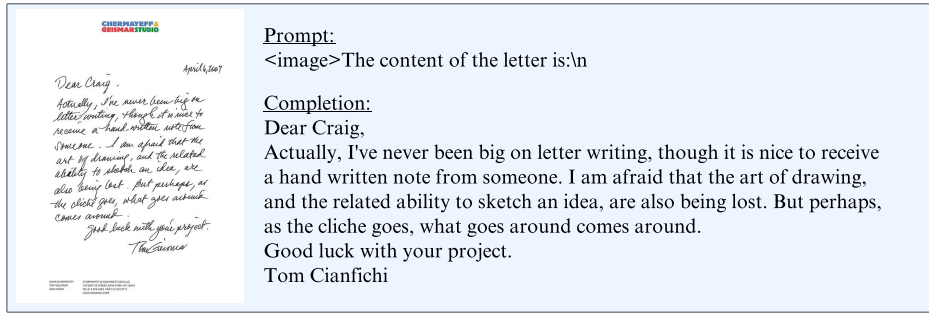 CHERMAYEFF &
GEISMAR STUDIO
April 6, 2007
Dear Craig.
Actually, I've never been big on
letter writing, though it is nice to
receive a hand written note from
someone. I am afraid that the
art of drawing, and the related
ability to sketch an idea, are
also being lost. But perhaps, as
the cliche goes, what goes around
comes around.
Good luck with your project.
Tom Geismar
Prompt:
<image>The content of the letter is:\n
Completion:
Dear Craig,
Actually, I've never been big on letter writing, though it is nice to receive
a hand written note from someone. I am afraid that the art of drawing,
and the related ability to sketch an idea, are also being lost. But perhaps,
as the cliche goes, what goes around comes around.
Good luck with your project.
Tom Cianfichi